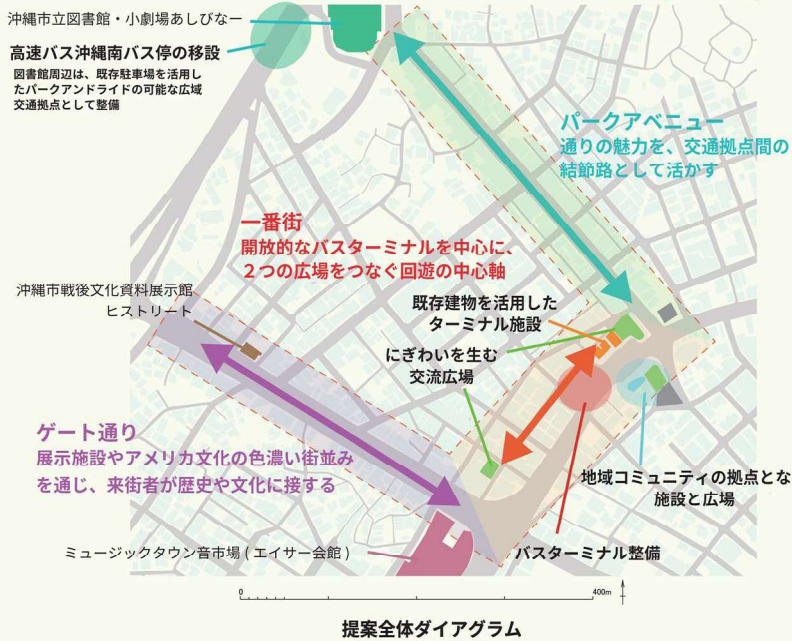 沖縄市立図書館・小劇場あしびなー
高速バス沖縄南バス停の移設
図書館周辺は、既存駐車場を活用し
たパークアンドライドの可能な広域
交通拠点として整備
パークアベニュー
通りの魅力を、交通拠点間の
結節路として活かす
一番街
開放的なバスターミナルを中心に、
２つの広場をつなぐ回遊の中心軸
沖縄市戦後文化資料展示館
ヒストリート
既存建物を活用した
ターミナル施設
にぎわいを生む
交流広場
ゲート通り
展示施設やアメリカ文化の色濃い街並み
を通じ、来街者が歴史や文化に接する
地域コミュニティの拠点とな
施設と広場
ミュージックタウン音市場 ( エイサー会館 )
バスターミナル整備
0
400m
提案全体ダイアグラム